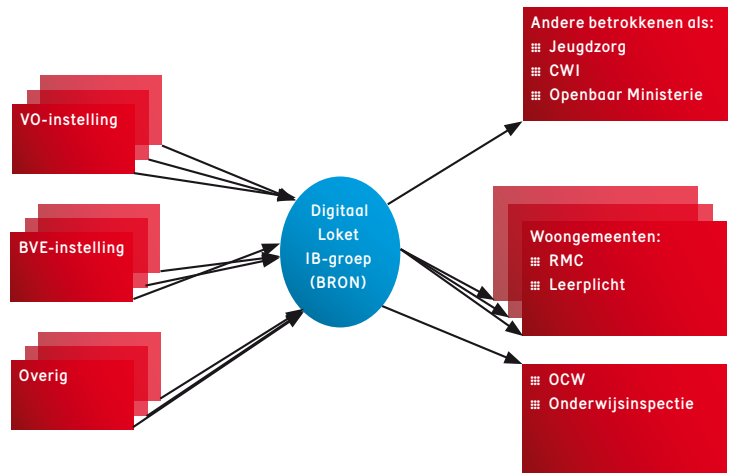 VO-instelling
BVE-instelling
Overig
Digitaal
Loket
IB-groep
(BRON)
Andere betrokkenen als:
Jeugdzorg
CWI
Openbaar Ministerie
Woongemeenten:
RMC
Leerplicht
OCW
Onderwijsinspectie